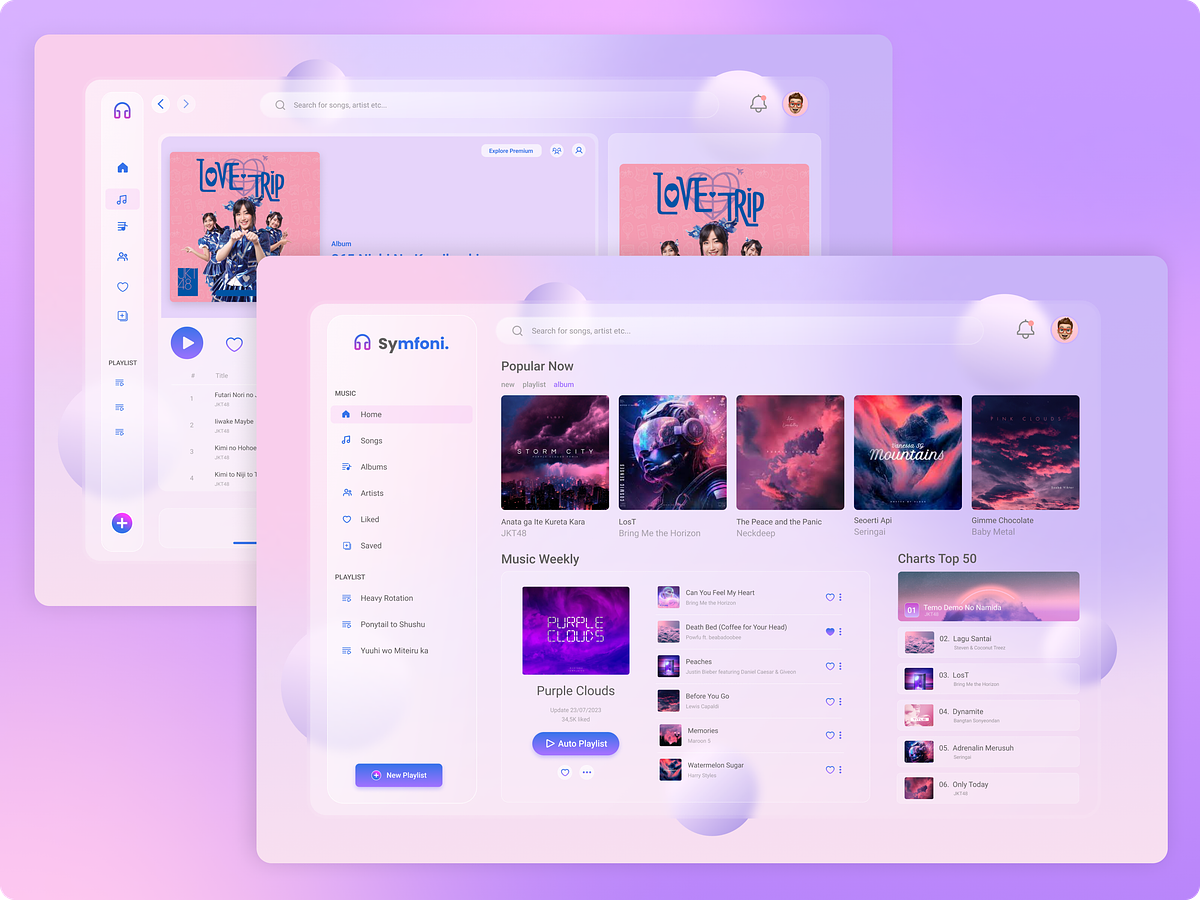 Search for songs, artist etc...
Explore Premium
LOVE TRIP
JKT
48
Album
LOVE TRIP
PLAYLIST
#
Title
1
Futari Nori no
JKT48
2
Iiwake Maybe
JKT48
3
Kimi no Hohoe
JKT48
4
Kimi to Niji to T
JKT48
Symfoni.
Search for songs, artist etc...
MUSIC
Home
Songs
Albums
Artists
Liked
Saved
PLAYLIST
Heavy Rotation
Ponytail to Shushu
Yuuhi wo Miteiru ka
New Playlist
Popular Now
new playlist album
STORM CITY
Vanessa SG
Mountains
PINK CLOUDS
Anata ga Ite Kureta Kara
JKT48
LosT
Bring Me the Horizon
The Peace and the Panic
Neckdeep
Seoerti Api
Seringai
Gimme Chocolate
Baby Metal
Music Weekly
PURPLE
CLOUDS
Purple Clouds
Update 23/07/2023
34,5K liked
Auto Playlist
Can You Feel My Heart
Bring Me the Horizon
Death Bed (Coffee for Your Head)
Powfu ft. beabadoobee
Peaches
Justin Bieber featuring Daniel Caesar & Giveon
Before You Go
Lewis Capaldi
Memories
Maroon 5
Watermelon Sugar
Harry Styles
Charts Top 50
01
Temo Demo No Namida
JKT48
02. Lagu Santai
Steven & Coconut Treez
03. LosT
Bring Me the Horizon
04. Dynamite
Bangtan Sonyeondan
05. Adrenalin Merusuh
Seringai
06. Only Today
JKT48